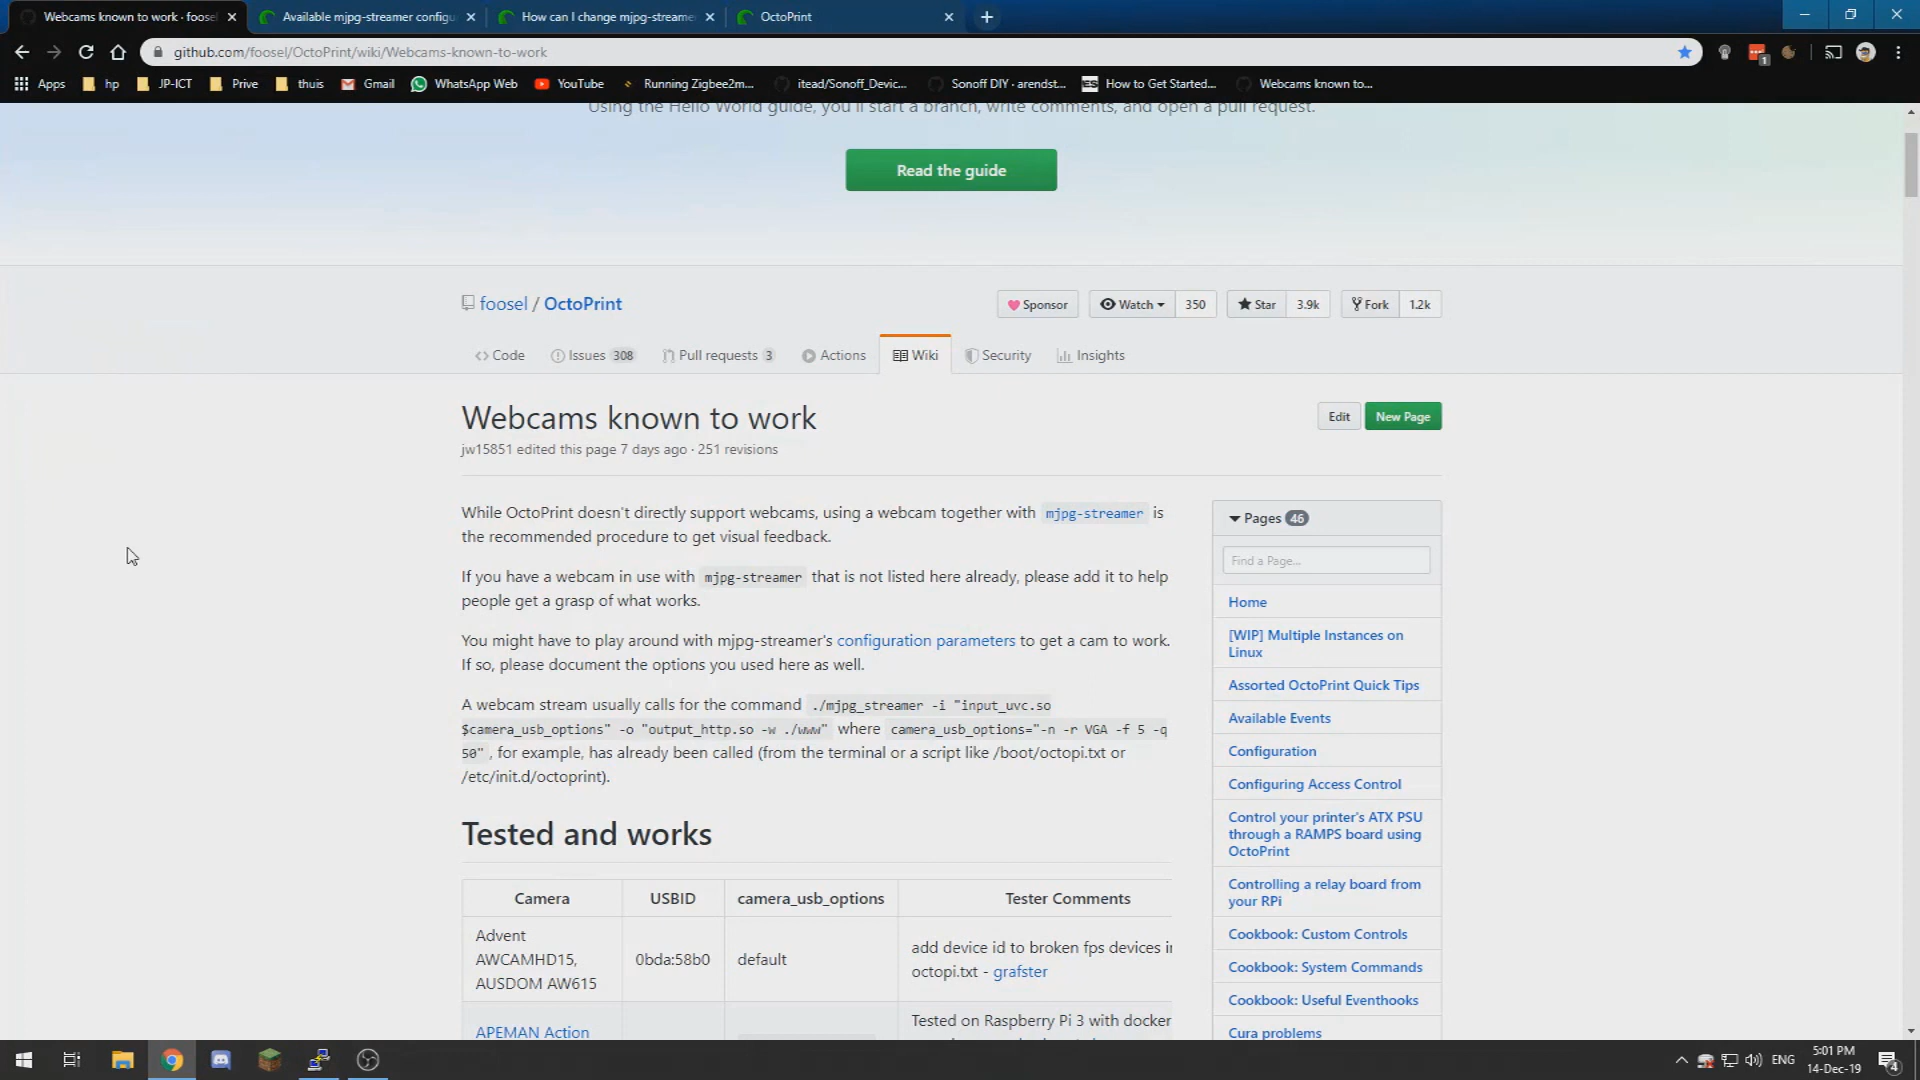 Webcams known to work · foosel
Available mjpg-streamer configu
How can I change mjpg-streamer
OctoPrint
github.com/foosel/OctoPrint/wiki/Webcams-known-to-work
1
Apps
hp
JP-ICT
Prive
thuis
Gmail
WhatsApp Web
YouTube
Running Zigbee2m...
itead/Sonoff_Devic...
Sonoff DIY · arendst...
How to Get Started...
Webcams known to...
Using the Hello World guide, you'll start a branch, write comments, and open a pull request.
Read the guide
foosel / OctoPrint
Sponsor
Watch
350
Star
3.9k
Fork
1.2k
<> Code
Issues 308
Pull requests 3
Actions
Wiki
Security
Insights
Webcams known to work
Edit
New Page
jw15851 edited this page 7 days ago · 251 revisions
While OctoPrint doesn't directly support webcams, using a webcam together with mjpg-streamer is
the recommended procedure to get visual feedback.
If you have a webcam in use with mjpg-streamer that is not listed here already, please add it to help
people get a grasp of what works.
You might have to play around with mjpg-streamer's configuration parameters to get a cam to work.
If so, please document the options you used here as well.
A webcam stream usually calls for the command ./mjpg_streamer -i "input_uvc.so
$camera_usb_options" -o "output_http.so -w ./www" where camera_usb_options="-n -r VGA -f 5 -q
50" , for example, has already been called (from the terminal or a script like /boot/octopi.txt or
/etc/init.d/octoprint).
Tested and works
Camera
USBID
camera_usb_options
Tester Comments
Advent
AWCAMHD15,
AUSDOM AW615
0bda:58b0
default
add device id to broken fps devices in
octopi.txt - grafster
APEMAN Action
Tested on Raspberry Pi 3 with docker
Pages 46
Find a Page...
Home
[WIP] Multiple Instances on
Linux
Assorted OctoPrint Quick Tips
Available Events
Configuration
Configuring Access Control
Control your printer's ATX PSU
through a RAMPS board using
OctoPrint
Controlling a relay board from
your RPi
Cookbook: Custom Controls
Cookbook: System Commands
Cookbook: Useful Eventhooks
Cura problems
ENG
5:01 PM
14-Dec-19
4